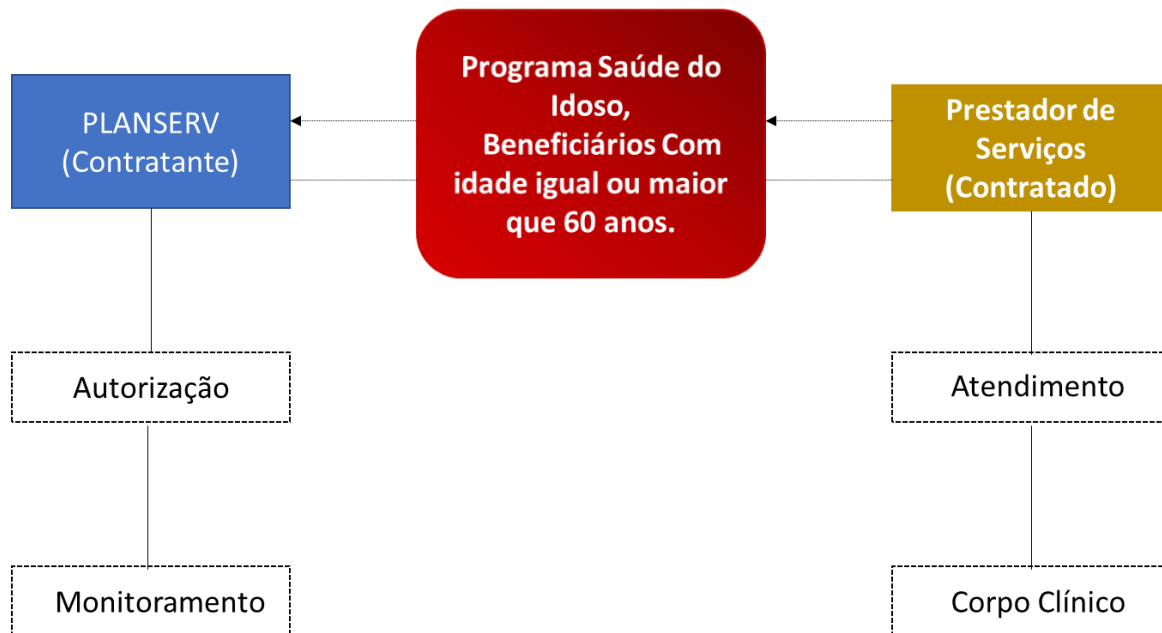 PLANSERV
(Contratante)
Programa Saúde do
Idoso,
Beneficiários Com
idade igual ou maior
que 60 anos.
Prestador de
Serviços
(Contratado)
Autorização
Atendimento
Monitoramento
Corpo Clínico